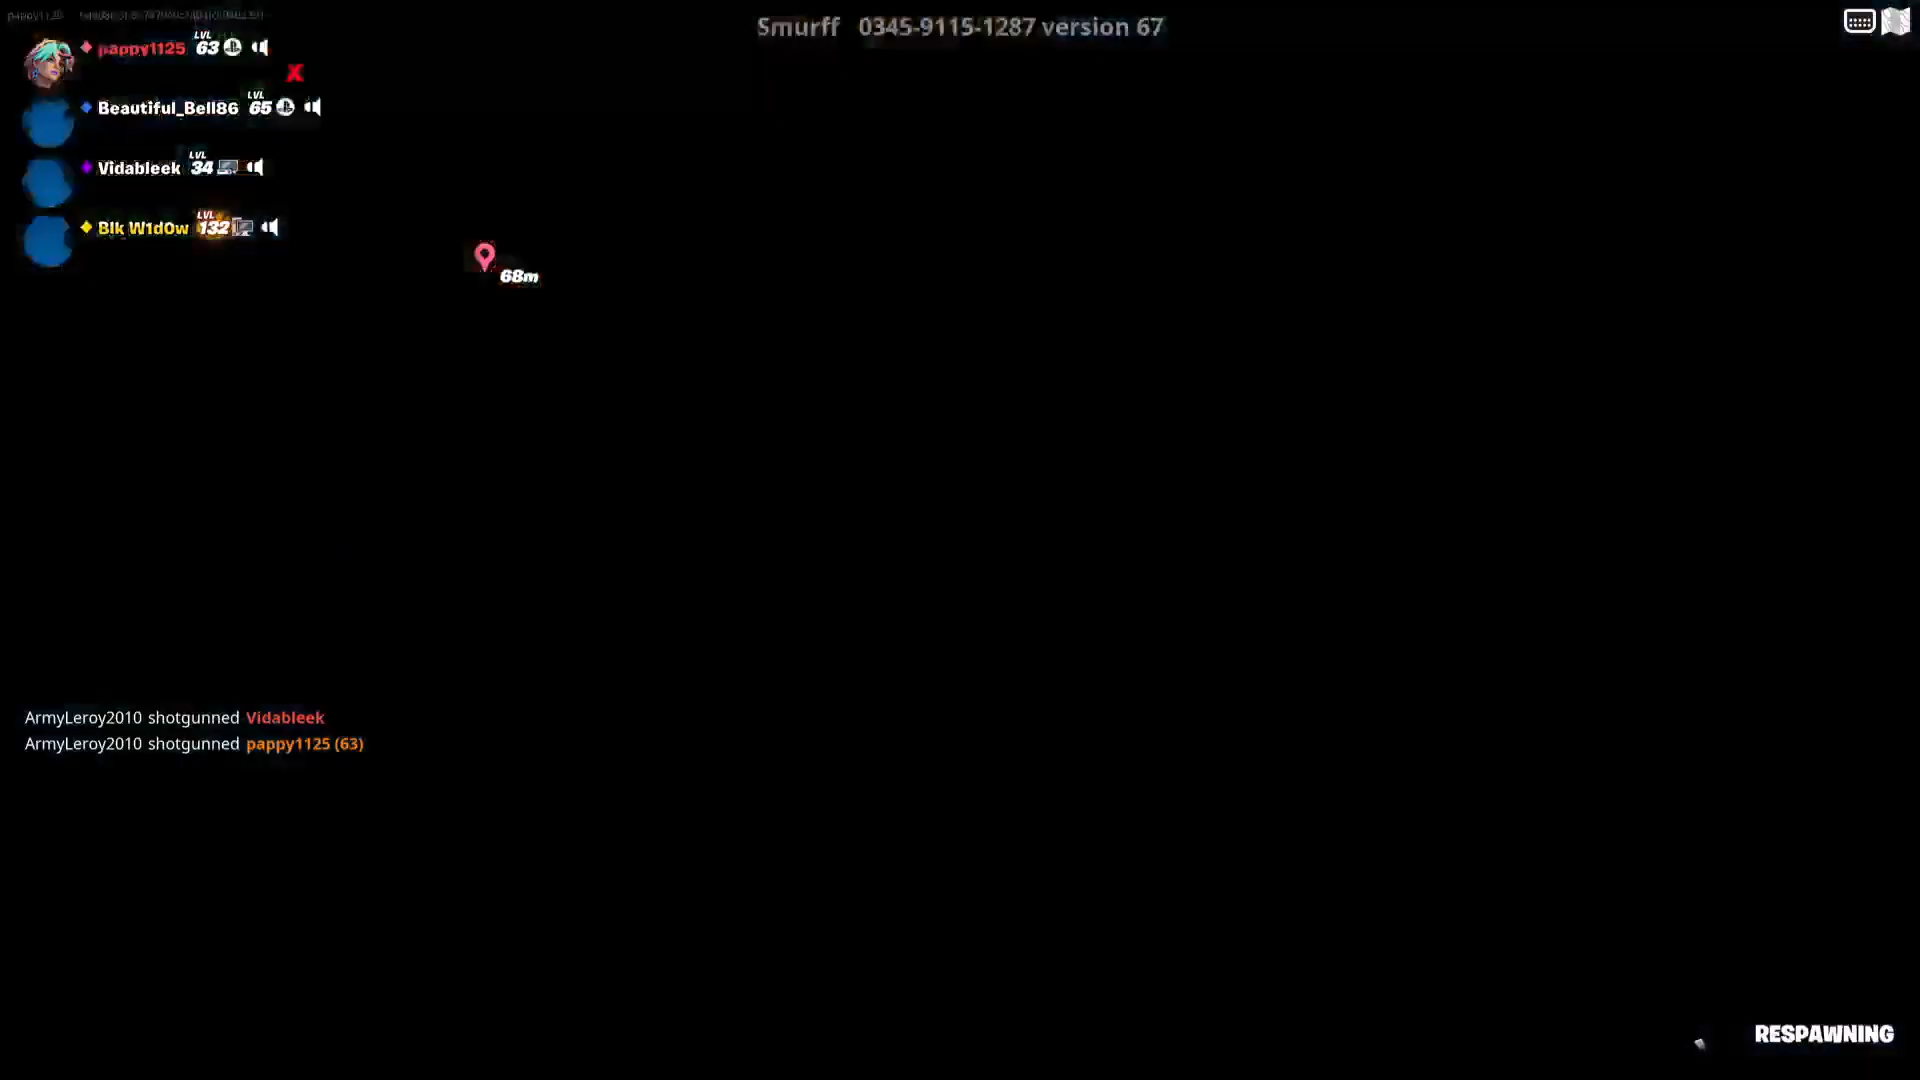 Smurff 0345-9115-1287 version 67
pappy1125 LVL 63
X
Beautiful_Bell86 LVL 65
Vidableek LVL 34
Blk W1d0w LVL 132
68m
ArmyLeroy2010 shotgunned Vidableek
ArmyLeroy2010 shotgunned pappy1125 (63)
RESPAWNING